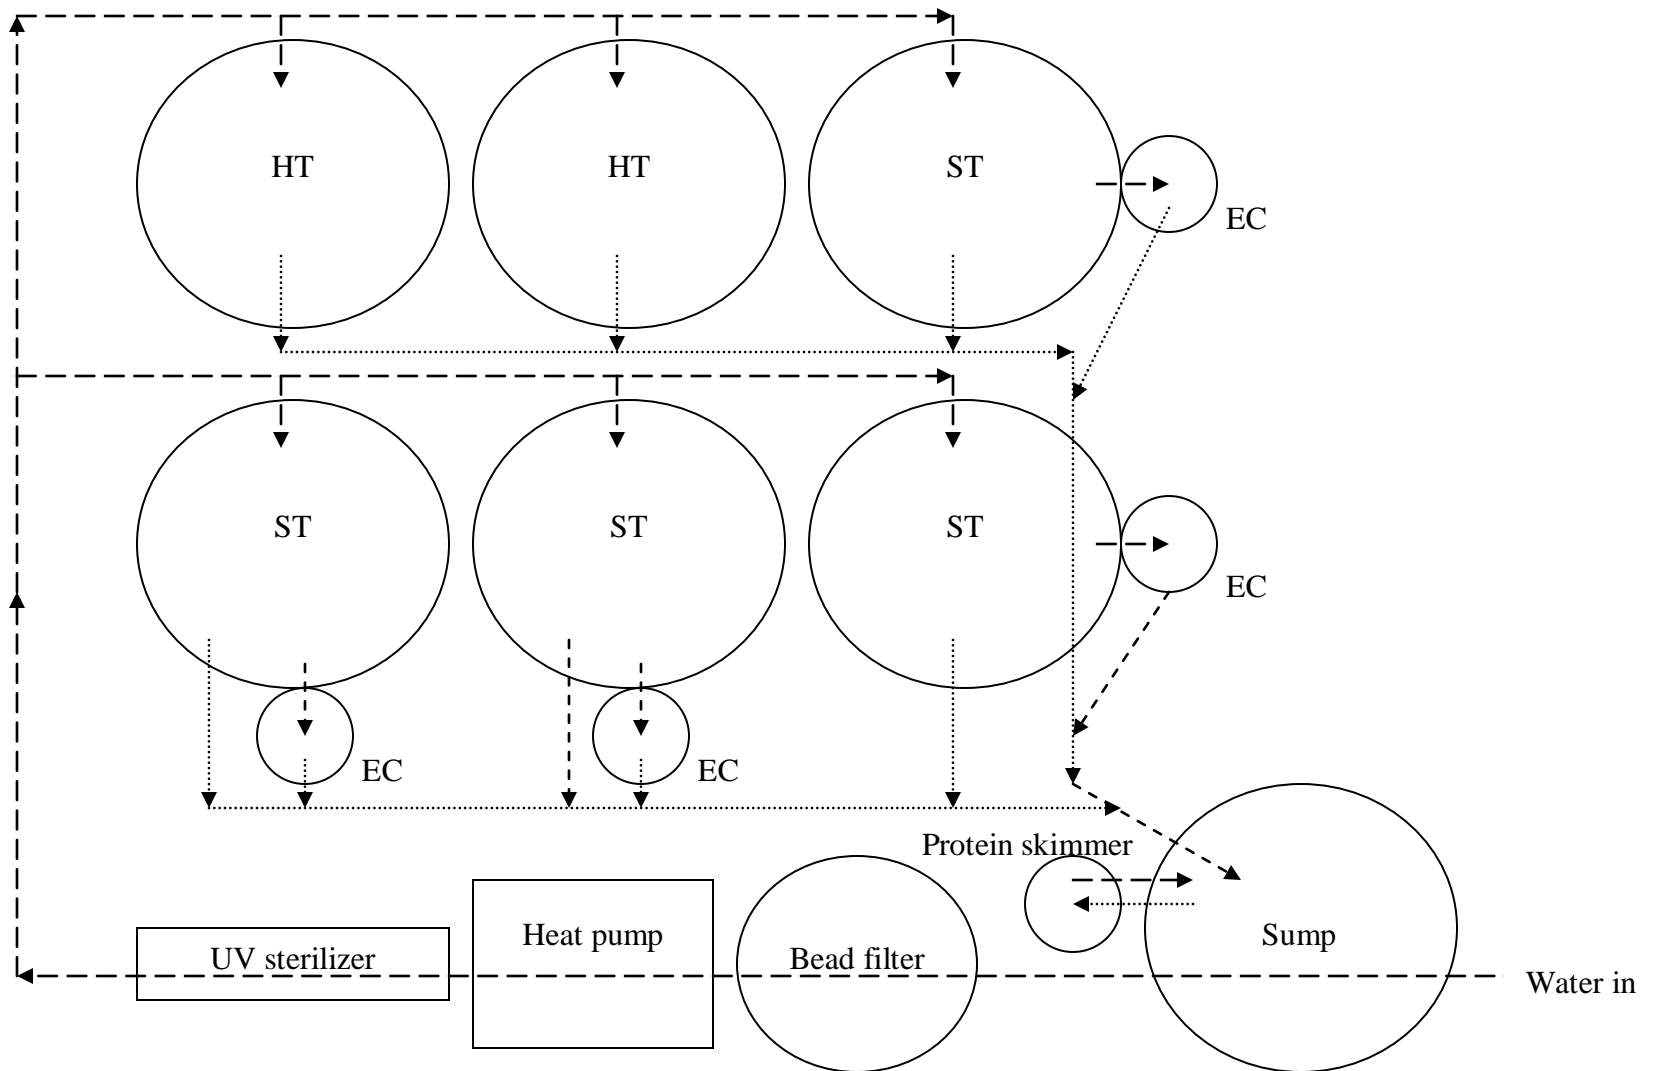 HT
HT
ST
EC
ST
ST
ST
EC
EC
EC
Protein skimmer
UV sterilizer
Heat pump
Bead filter
Sump
Water in